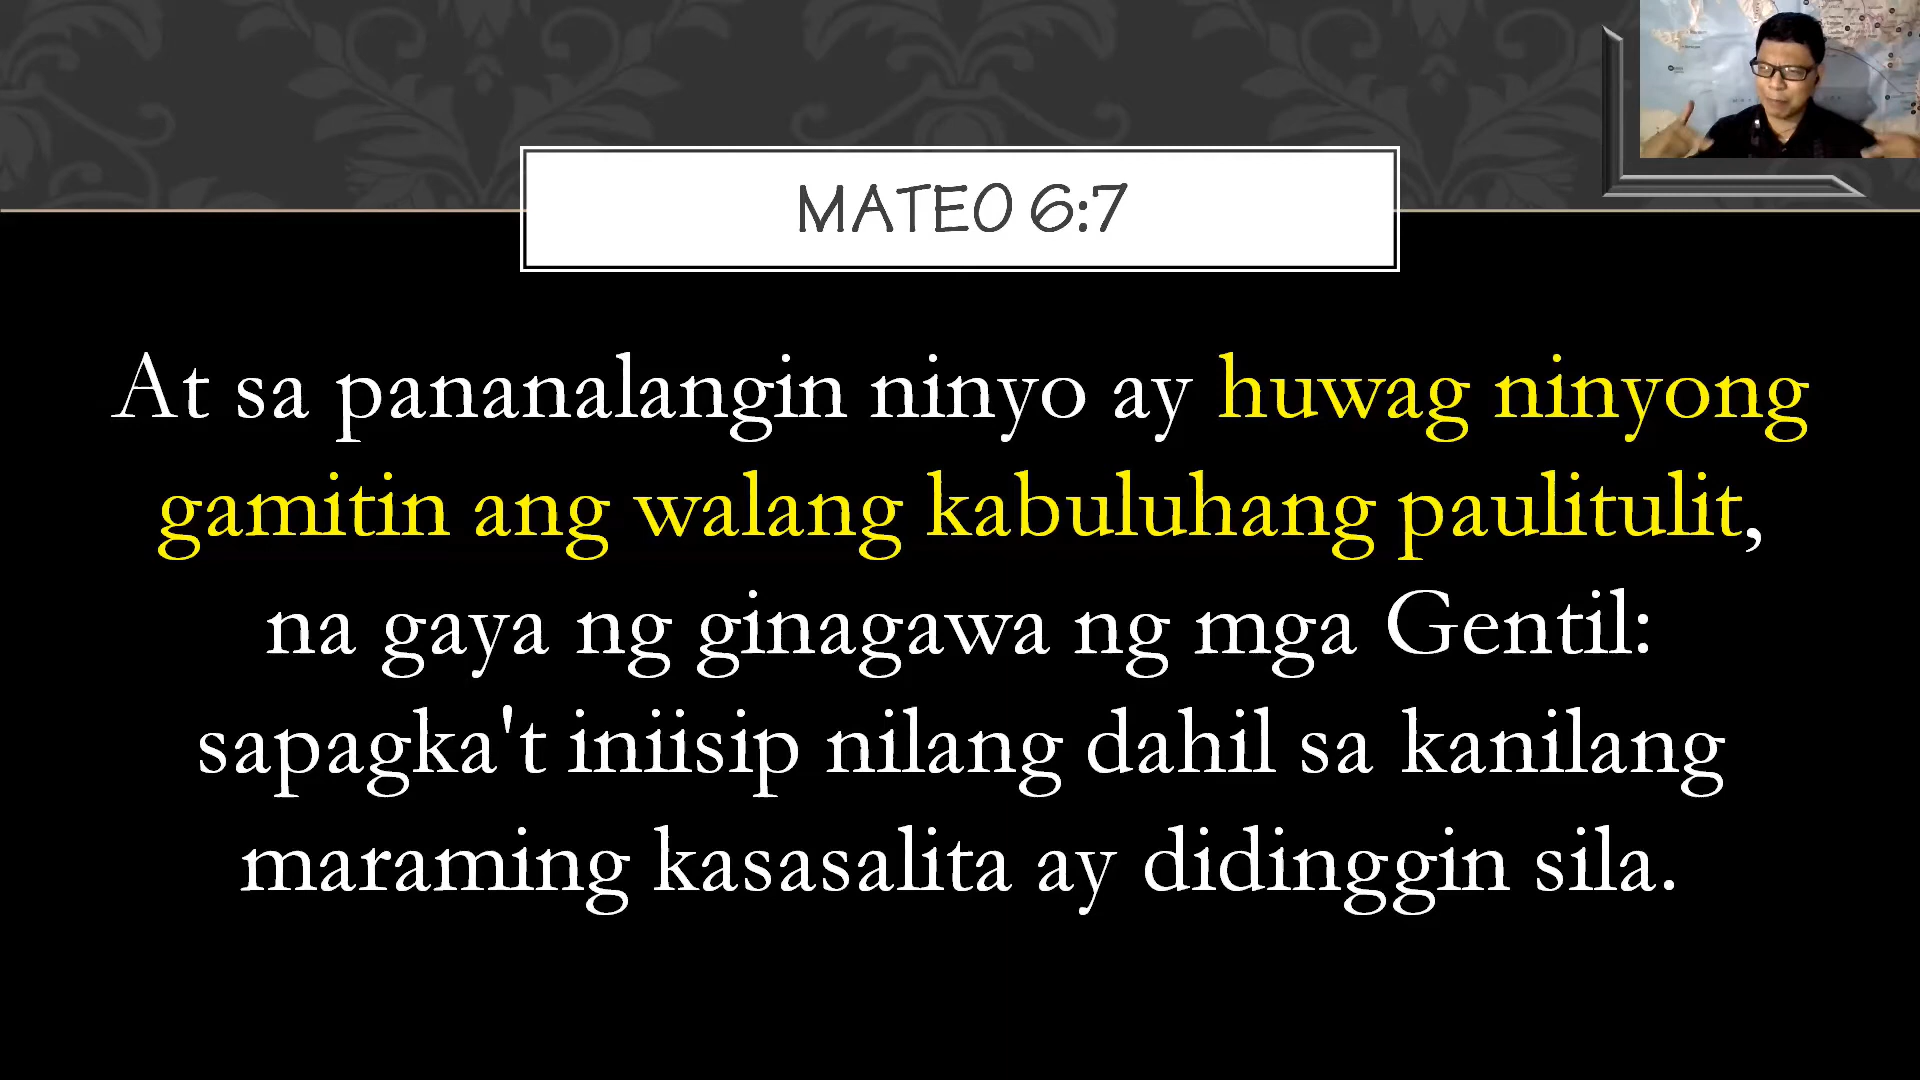 MATEO 6:7
At sa pananalangin ninyo ay huwag ninyong
gamitin ang walang kabuluhang paulitulit,
na gaya ng ginagawa ng mga Gentil:
sapagka't iniisip nilang dahil sa kanilang
maraming kasasalita ay didinggin sila.